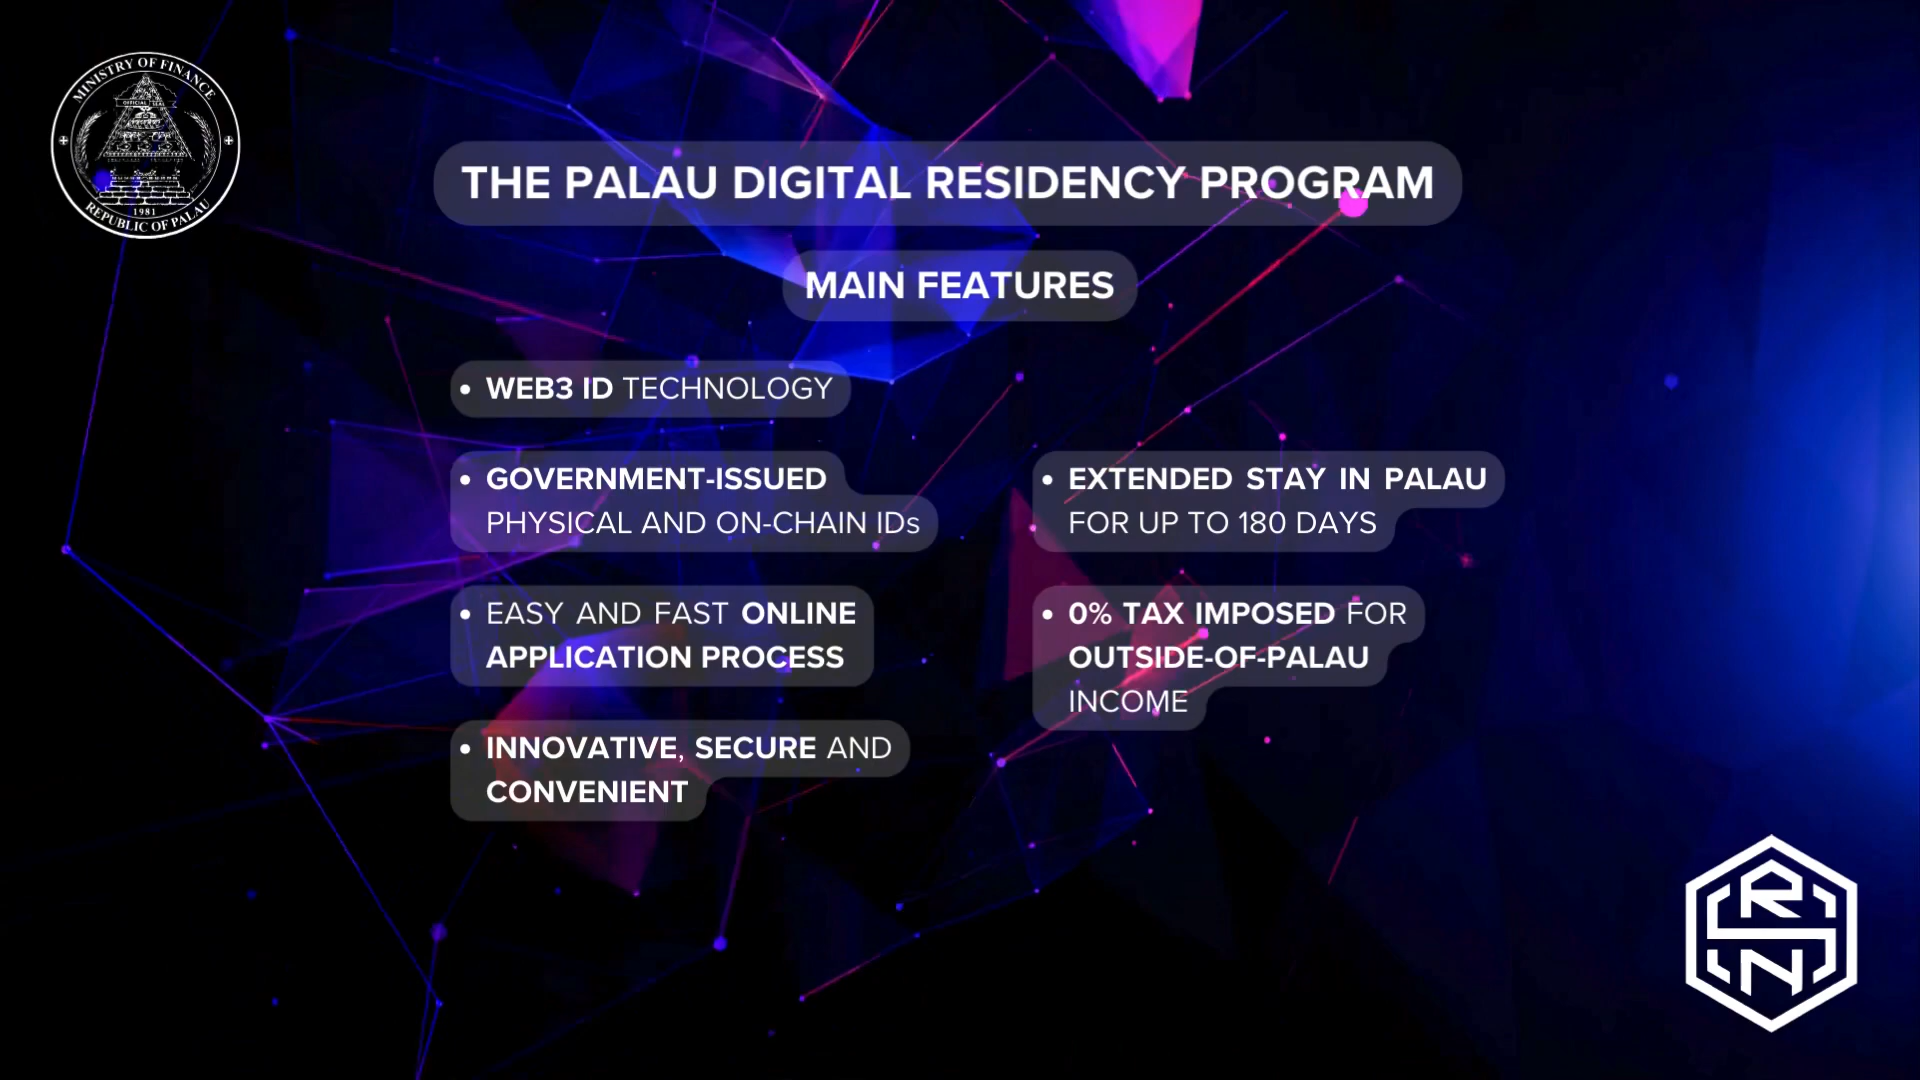 MINISTRY OF FINANCE
OFFICIAL SEAL
1981
REPUBLIC OF PALAU
THE PALAU DIGITAL RESIDENCY PROGRAM
MAIN FEATURES
• WEB3 ID TECHNOLOGY
• GOVERNMENT-ISSUED
PHYSICAL AND ON-CHAIN IDs
• EASY AND FAST ONLINE
APPLICATION PROCESS
• INNOVATIVE, SECURE AND
CONVENIENT
• EXTENDED STAY IN PALAU
FOR UP TO 180 DAYS
• 0% TAX IMPOSED FOR
OUTSIDE-OF-PALAU
INCOME
RSN